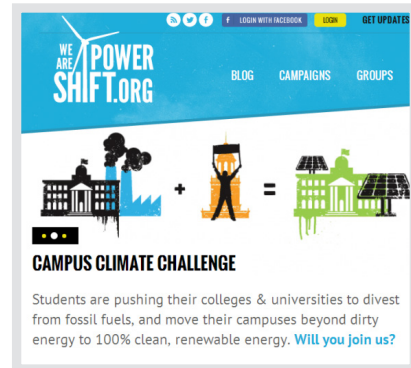 f LOGIN WITH FACEBOOK LOGIN GET UPDATES
WE ARE POWER
SHIFT.ORG
BLOG CAMPAIGNS GROUPS
+ =
CAMPUS CLIMATE CHALLENGE
Students are pushing their colleges & universities to divest
from fossil fuels, and move their campuses beyond dirty
energy to 100% clean, renewable energy. Will you join us?